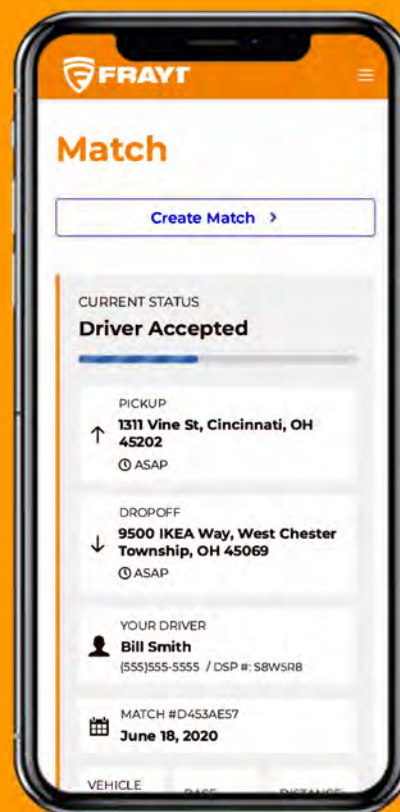 FRAYT
Match
Create Match >
CURRENT STATUS
Driver Accepted
PICKUP
1311 Vine St, Cincinnati, OH
45202
ASAP
DROPOFF
9500 IKEA Way, West Chester
Township, OH 45069
ASAP
YOUR DRIVER
Bill Smith
(555)555-5555 / DSP #: S8W5R8
MATCH #D453AE57
June 18, 2020
VEHICLE BASE DISTANCE